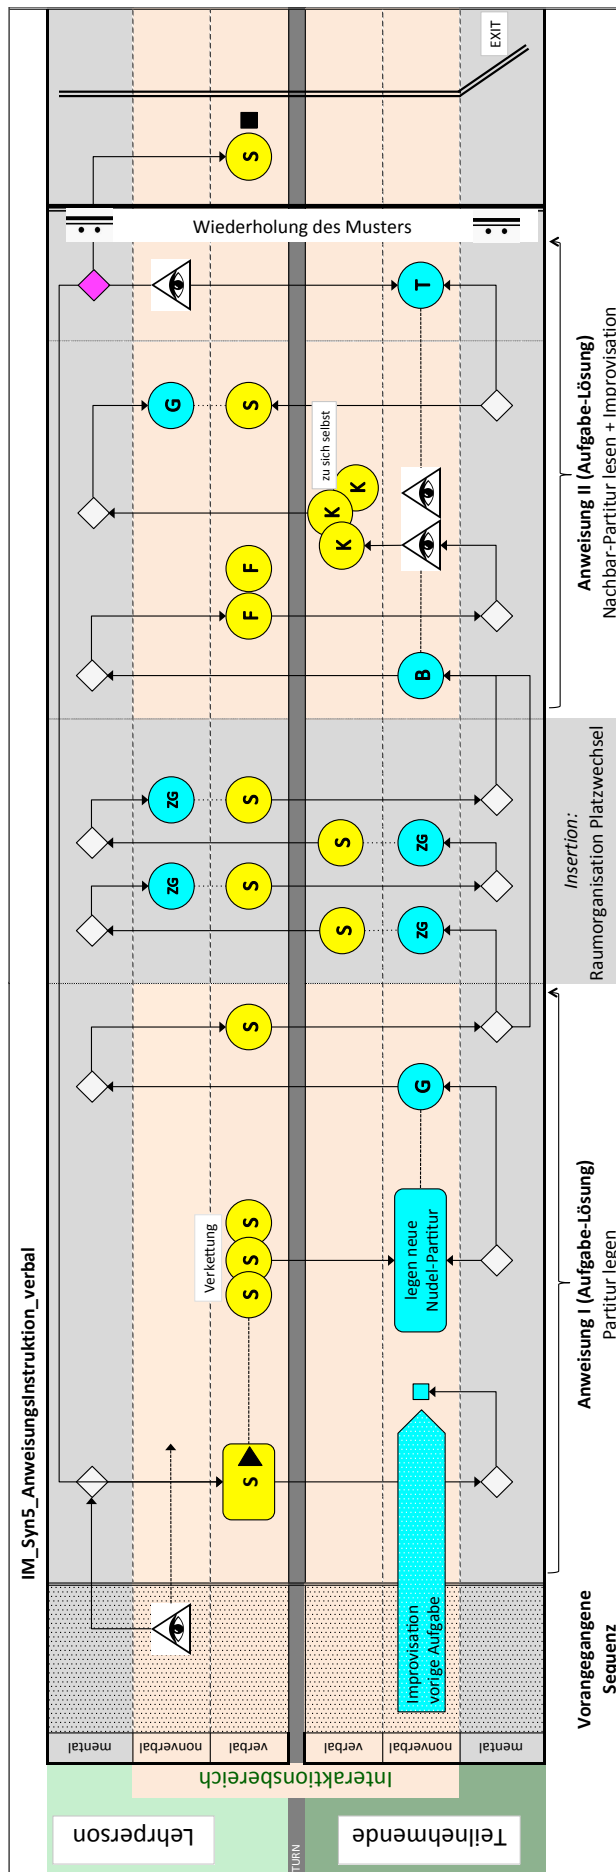 IM_Syn5_AnweisungsInstruktion_verbal
Lehrperson
TURN
Teilnehmende
Interaktionsbereich
mental
nonverbal
verbal
verbal
nonverbal
mental
Improvisation
vorige Aufgabe
S
Verkettung
S
S
S
legen neue
Nudel-Partitur
G
S
S
ZG
ZG
S
S
ZG
ZG
S
B
F
F
K
K
K
zu sich selbst
G
S
T
Wiederholung des Musters
S
EXIT
Vorangegangene
Sequenz
Anweisung I (Aufgabe-Lösung)
Partitur legen
Insertion:
Raumorganisation Platzwechsel
Anweisung II (Aufgabe-Lösung)
Nachbar-Partitur lesen + Improvisation